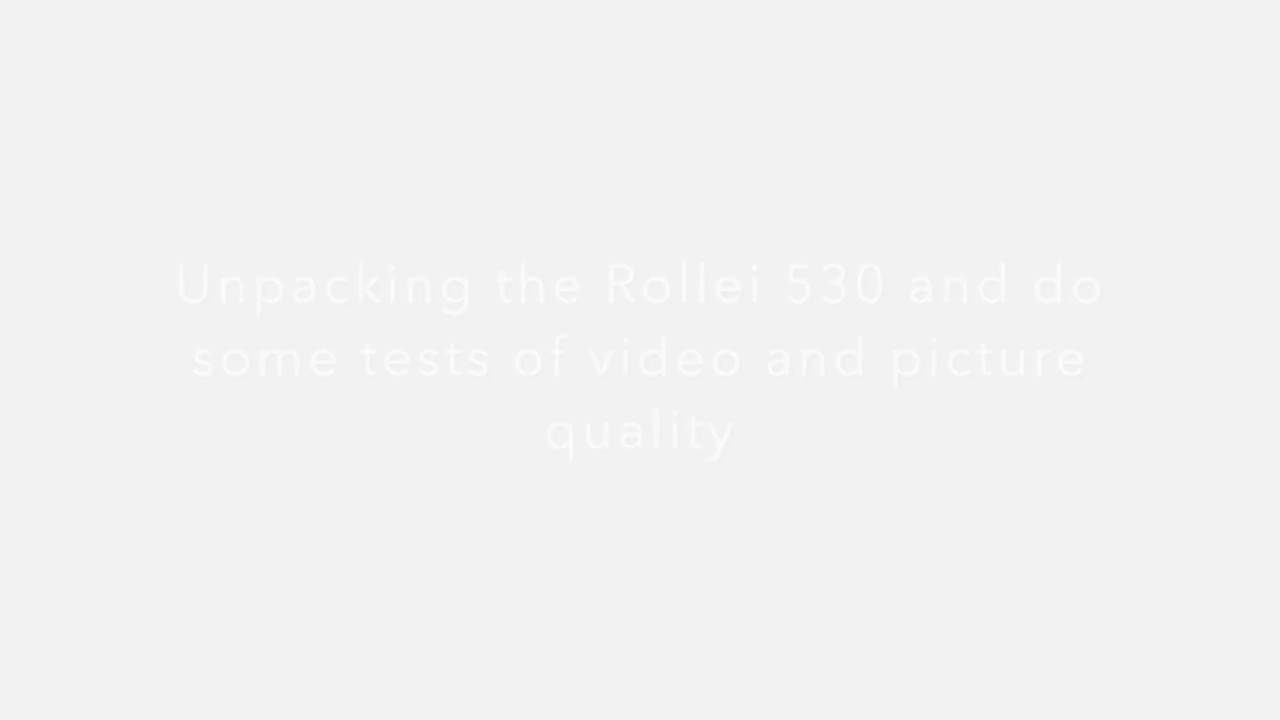 Unpacking the Rollei 530 and do
some tests of video and picture
quality